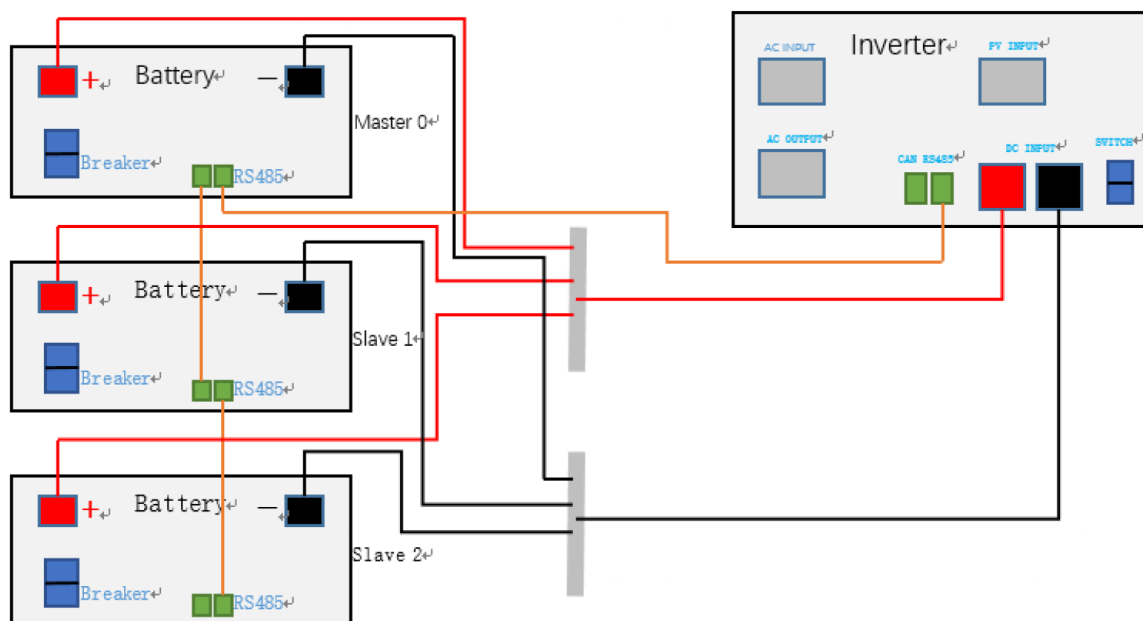 Battery↵
+↵
—↵
Breaker↵
RS485↵
Master 0↵
Battery↵
+↵
—↵
Breaker↵
RS485↵
Slave 1↵
Battery↵
+↵
—↵
Breaker↵
RS485↵
Slave 2↵
Inverter↵
AC INPUT
PV INPUT↵
AC OUTPUT↵
CAN RS485↵
DC INPUT↵
SWITCH↵